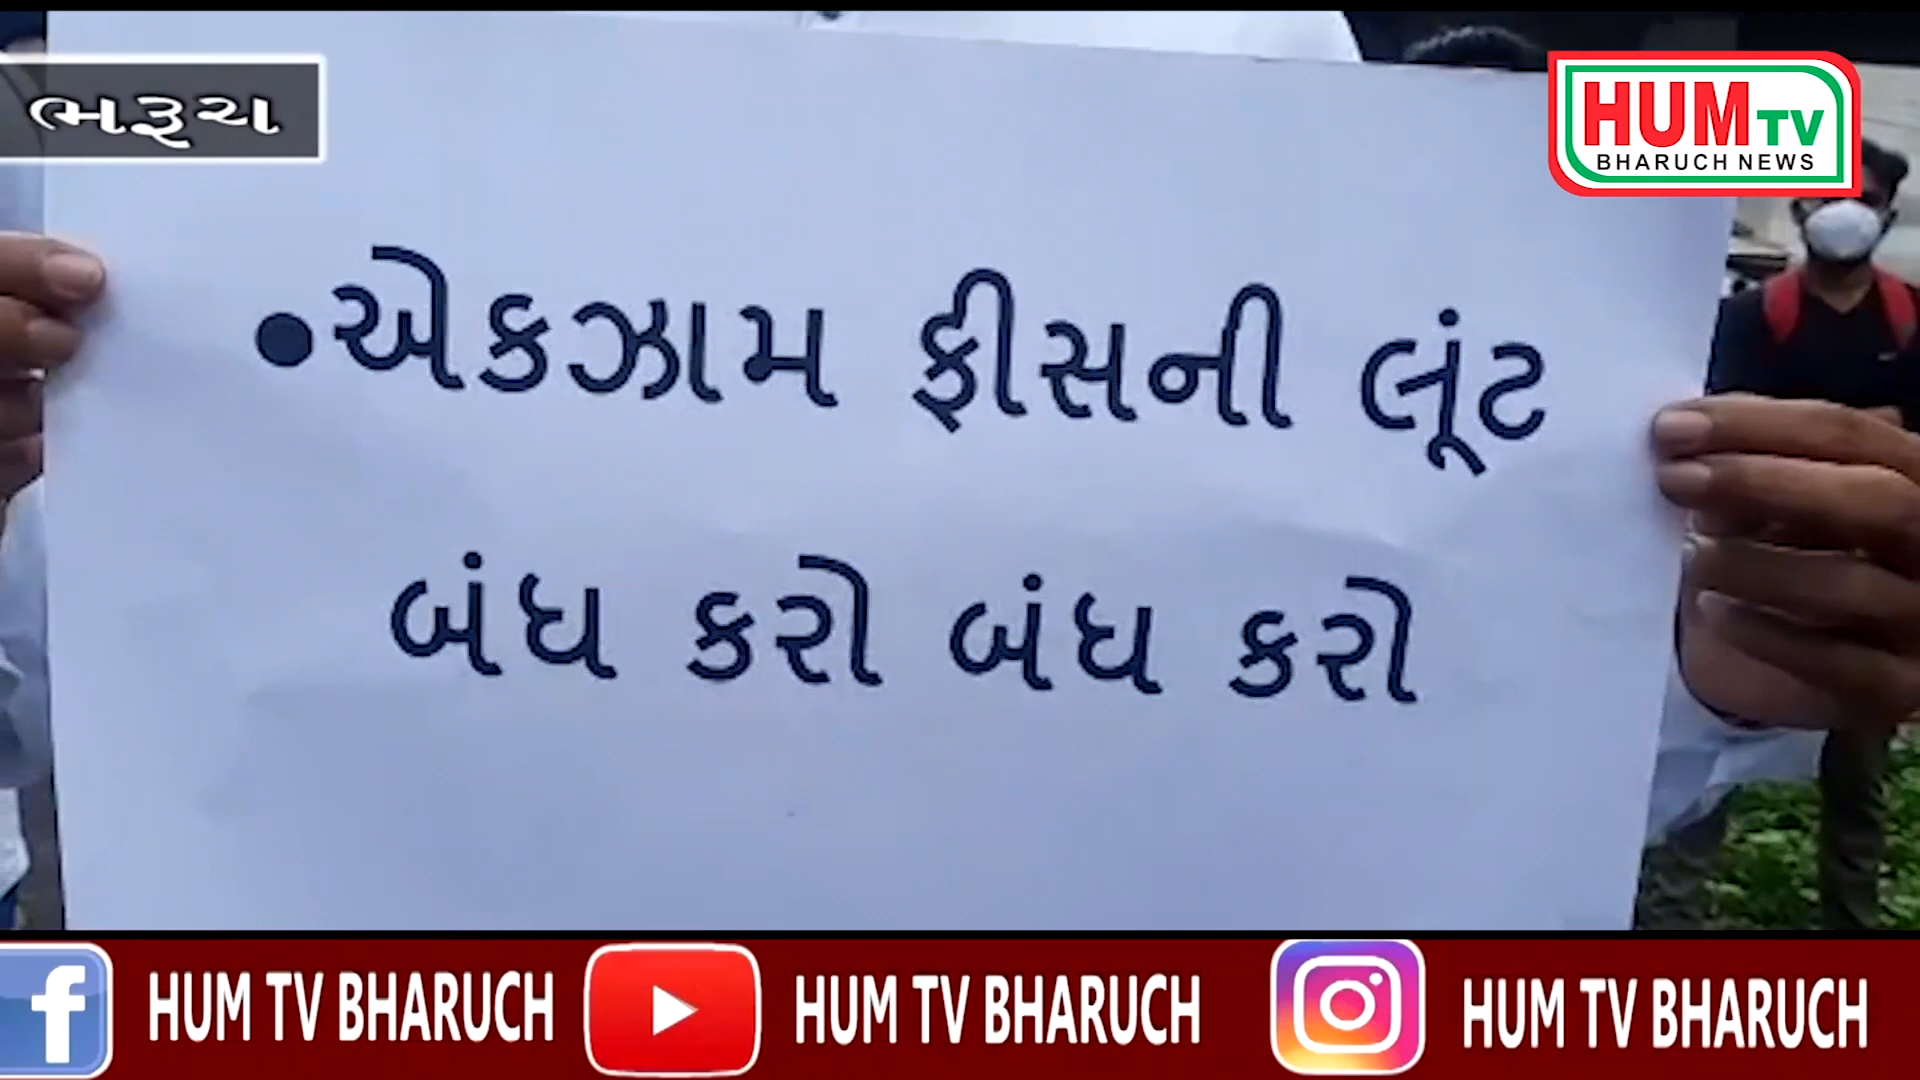 ભરૂચ
HUM TV
BHARUCH NEWS
•એકઝામ ફીસની લૂંટ
બંધ કરો બંધ કરો
HUM TV BHARUCH HUM TV BHARUCH HUM TV BHARUCH